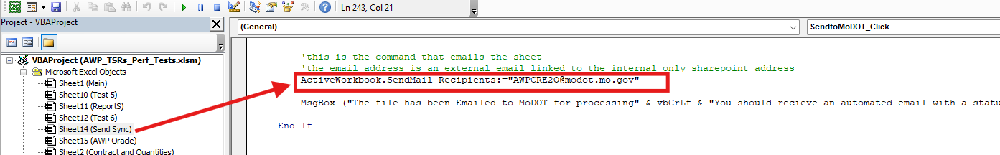 Ln 243, Col 21
Project - VBAProject
VBAProject (AWP_TSRs_Perf_Tests.xlsm)
Microsoft Excel Objects
Sheet1 (Main)
Sheet10 (Test 5)
Sheet11 (ReportS)
Sheet12 (Test 6)
Sheet14 (Send Sync)
Sheet15 (AWP Oracle)
Sheet2 (Contract and Quantities)
(General)
SendtoMoDOT_Click
'this is the command that emails the sheet
'the email address is an external email linked to the internal only sharepoint address
ActiveWorkbook.SendMail Recipients:="AWPCRE2O@modot.mo.gov"
MsgBox ("The file has been Emailed to MoDOT for processing" & vbCrLf & "You should recieve an automated email with a statu
End If